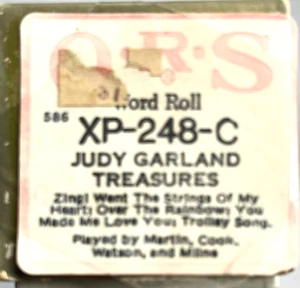 Q·R·S
Word Roll
586
XP-248-C
JUDY GARLAND
TREASURES
Zing! Went The Strings Of My
Heart; Over The Rainbow; You
Made Me Love You; Trolley Song.
Played by Martin, Cook,
Watson, and Milne